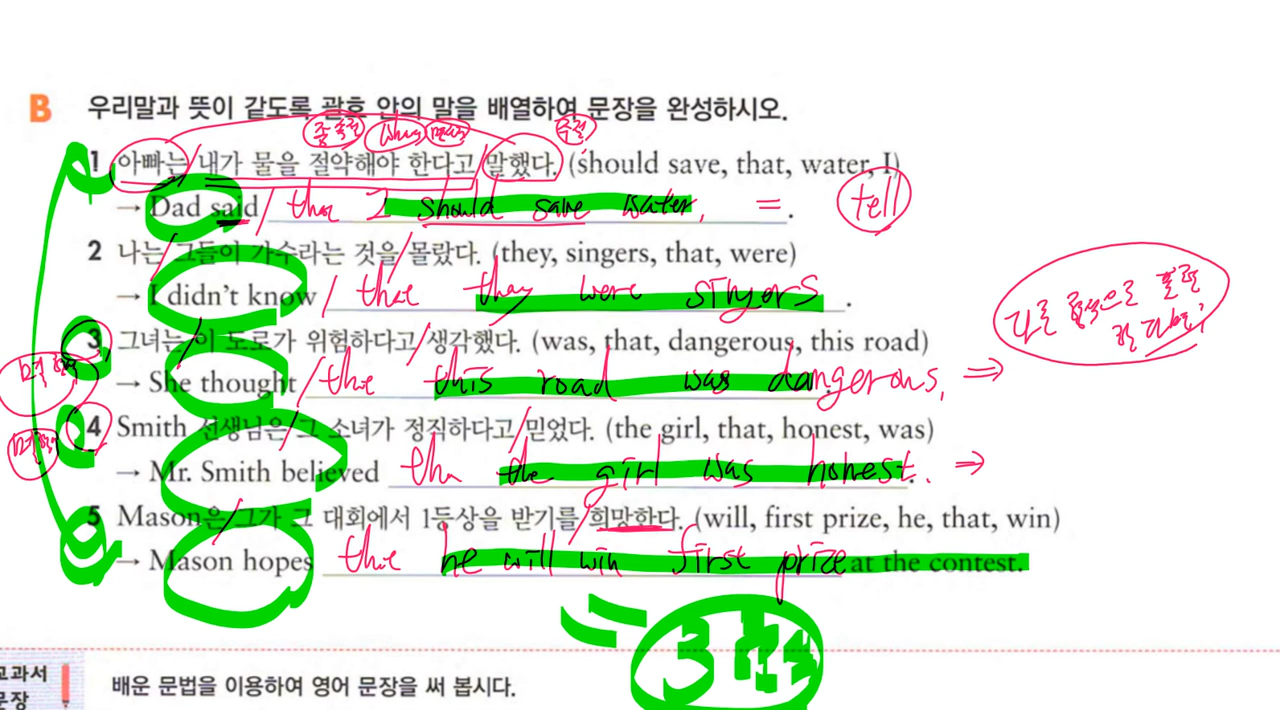 B 우리말과 뜻이 같도록 괄호 안의 말을 배열하여 문장을 완성하시오.
종속절 주절
1 아빠는/내가 물을 절약해야 한다고/말했다. (should save, that, water, I)
→ Dad said / that I should save water. = . tell
2 나는/그들이 가수라는 것을/몰랐다. (they, singers, that, were)
→ I didn't know / that they were singers .
3 그녀는/이 도로가 위험하다고/생각했다. (was, that, dangerous, this road)
→ She thought / that this road was dangerous. ⇒
4 Smith 선생님은/그 소녀가 정직하다고/믿었다. (the girl, that, honest, was)
→ Mr. Smith believed tha the girl was honest. ⇒
5 Mason은/그가 그 대회에서 1등상을 받기를/희망한다. (will, first prize, he, that, win)
→ Mason hopes that he will win first prize at the contest.
= 3
교과서
문장
배운 문법을 이용하여 영어 문장을 써 봅시다.